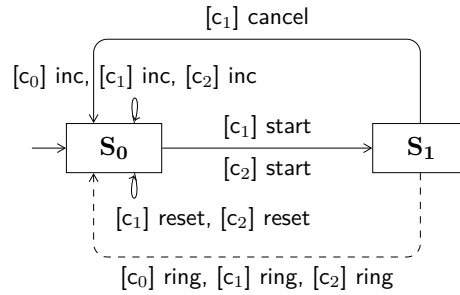 [c₁] cancel
[c₀] inc, [c₁] inc, [c₂] inc
[c₁] start
S₀
S₁
[c₂] start
[c₁] reset, [c₂] reset
[c₀] ring, [c₁] ring, [c₂] ring